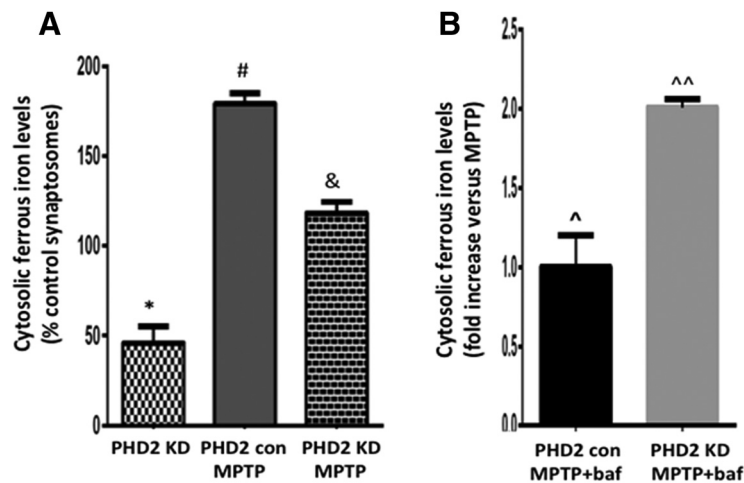 A
Cytosolic ferrous iron levels
(% control synaptosomes)
200
150
100
50
0
*
#
&
PHD2 KD
PHD2 con
MPTP
PHD2 KD
MPTP
B
Cytosolic ferrous iron levels
(fold increase versus MPTP)
2.5
2.0
1.5
1.0
0.5
0.0
^
^^
PHD2 con
MPTP+baf
PHD2 KD
MPTP+baf